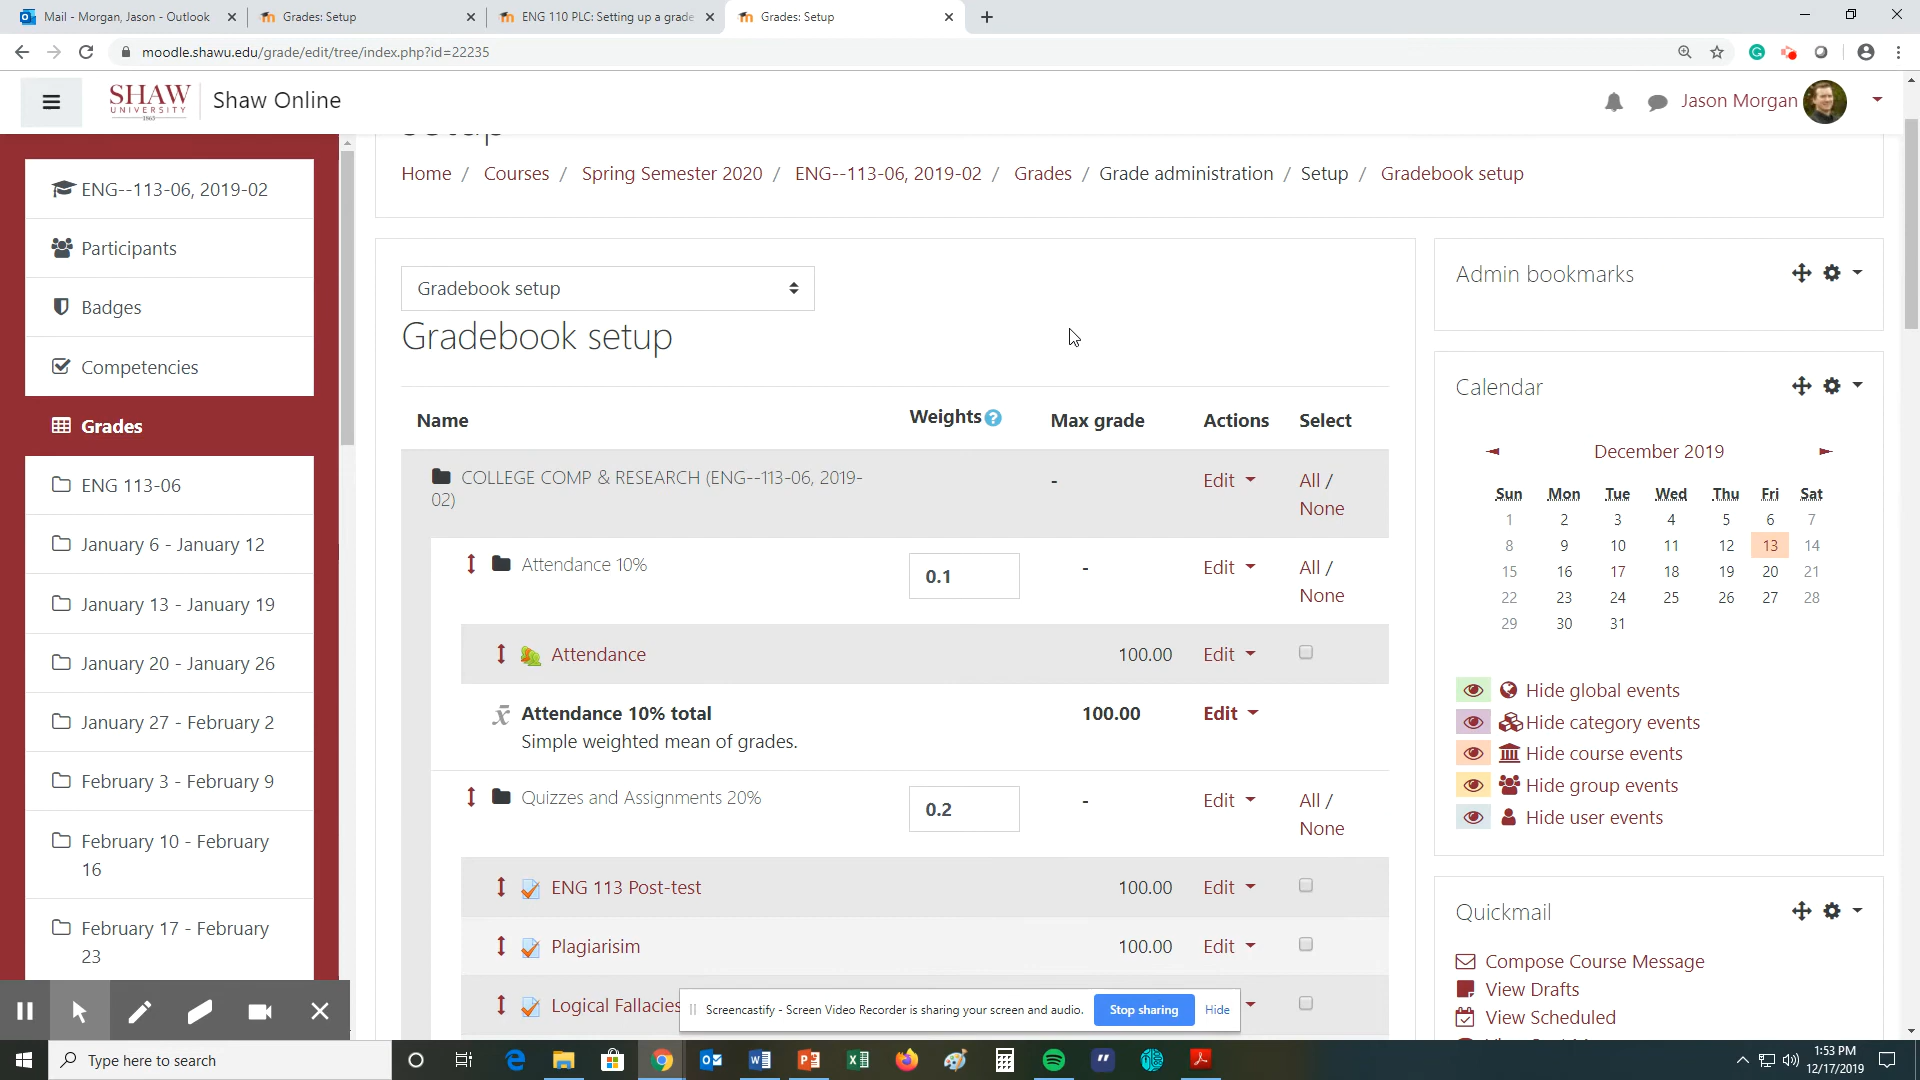 Mail - Morgan, Jason - Outlook
Grades: Setup
ENG 110 PLC: Setting up a grade
Grades: Setup
moodle.shawu.edu/grade/edit/tree/index.php?id=22235
SHAW
UNIVERSITY
1865
Shaw Online
Jason Morgan
Setup
Home / Courses / Spring Semester 2020 / ENG--113-06, 2019-02 / Grades / Grade administration / Setup / Gradebook setup
ENG--113-06, 2019-02
Participants
Badges
Competencies
Grades
ENG 113-06
January 6 - January 12
January 13 - January 19
January 20 - January 26
January 27 - February 2
February 3 - February 9
February 10 - February
16
February 17 - February
23
Gradebook setup
Gradebook setup
Name Weights Max grade Actions Select
COLLEGE COMP & RESEARCH (ENG--113-06, 2019-
02)
- Edit All /
None
Attendance 10% 0.1 - Edit All /
None
Attendance 100.00 Edit
Attendance 10% total 100.00 Edit
Simple weighted mean of grades.
Quizzes and Assignments 20% 0.2 - Edit All /
None
ENG 113 Post-test 100.00 Edit
Plagiarisim 100.00 Edit
Logical Fallacies
Admin bookmarks
Calendar
December 2019
Sun Mon Tue Wed Thu Fri Sat
1 2 3 4 5 6 7
8 9 10 11 12 13 14
15 16 17 18 19 20 21
22 23 24 25 26 27 28
29 30 31
Hide global events
Hide category events
Hide course events
Hide group events
Hide user events
Quickmail
Compose Course Message
View Drafts
View Scheduled
Screencastify - Screen Video Recorder is sharing your screen and audio. Stop sharing Hide
Type here to search
1:53 PM
12/17/2019